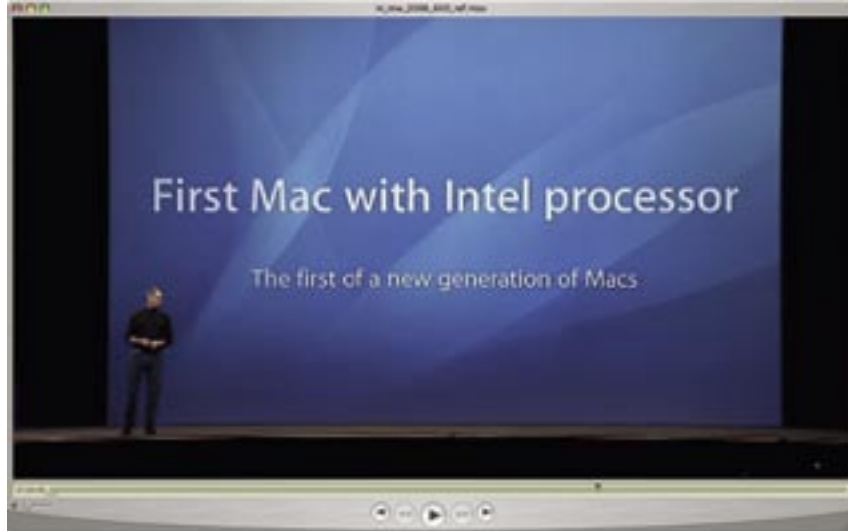 First Mac with Intel processor
The first of a new generation of Macs